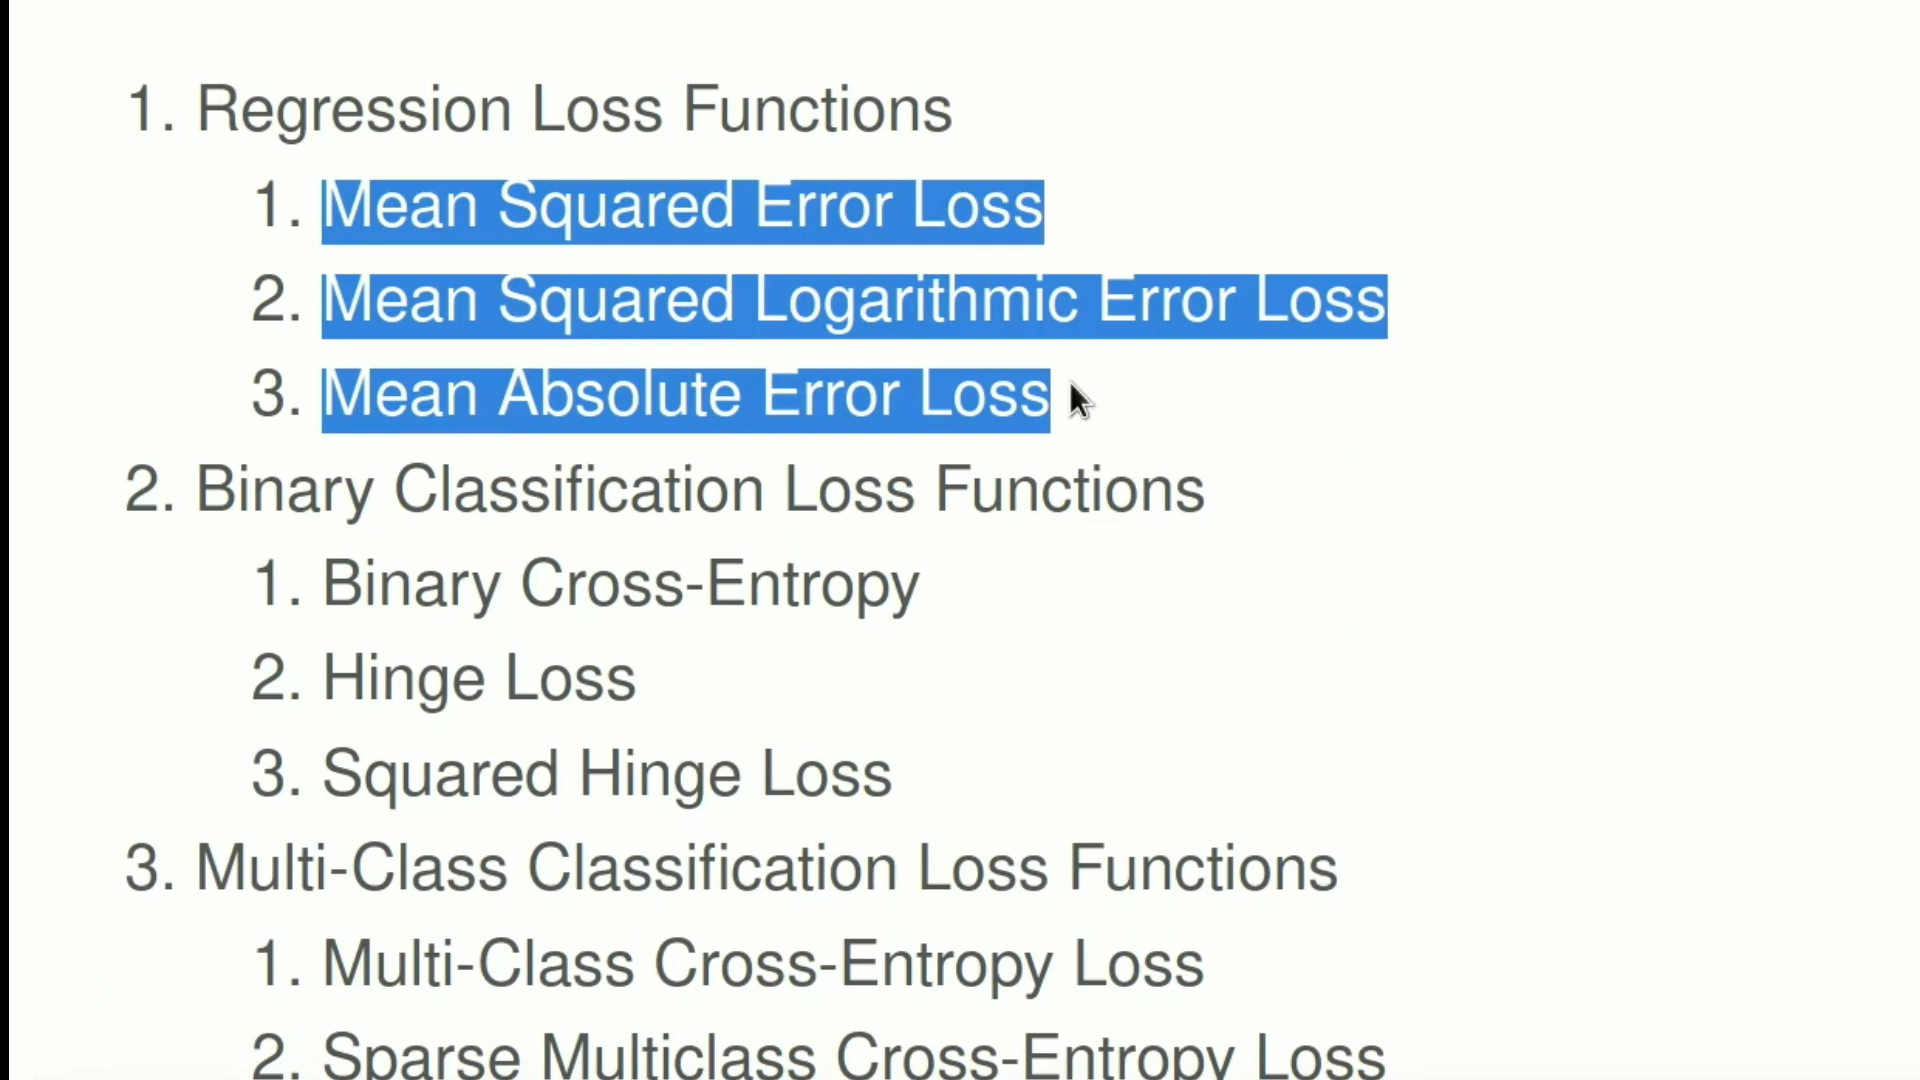 1. Regression Loss Functions
1. Mean Squared Error Loss
2. Mean Squared Logarithmic Error Loss
3. Mean Absolute Error Loss
2. Binary Classification Loss Functions
1. Binary Cross-Entropy
2. Hinge Loss
3. Squared Hinge Loss
3. Multi-Class Classification Loss Functions
1. Multi-Class Cross-Entropy Loss
2. Sparse Multiclass Cross-Entropy Loss